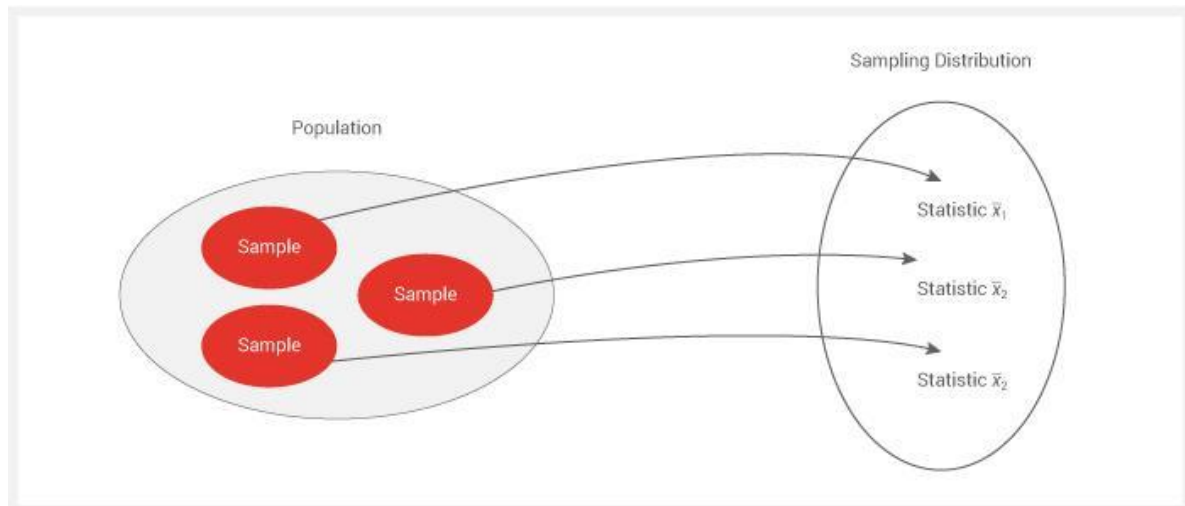 Sampling Distribution
Population
Statistic x̅₁
Sample
Statistic x̅₂
Sample
Sample
Statistic x̅₂